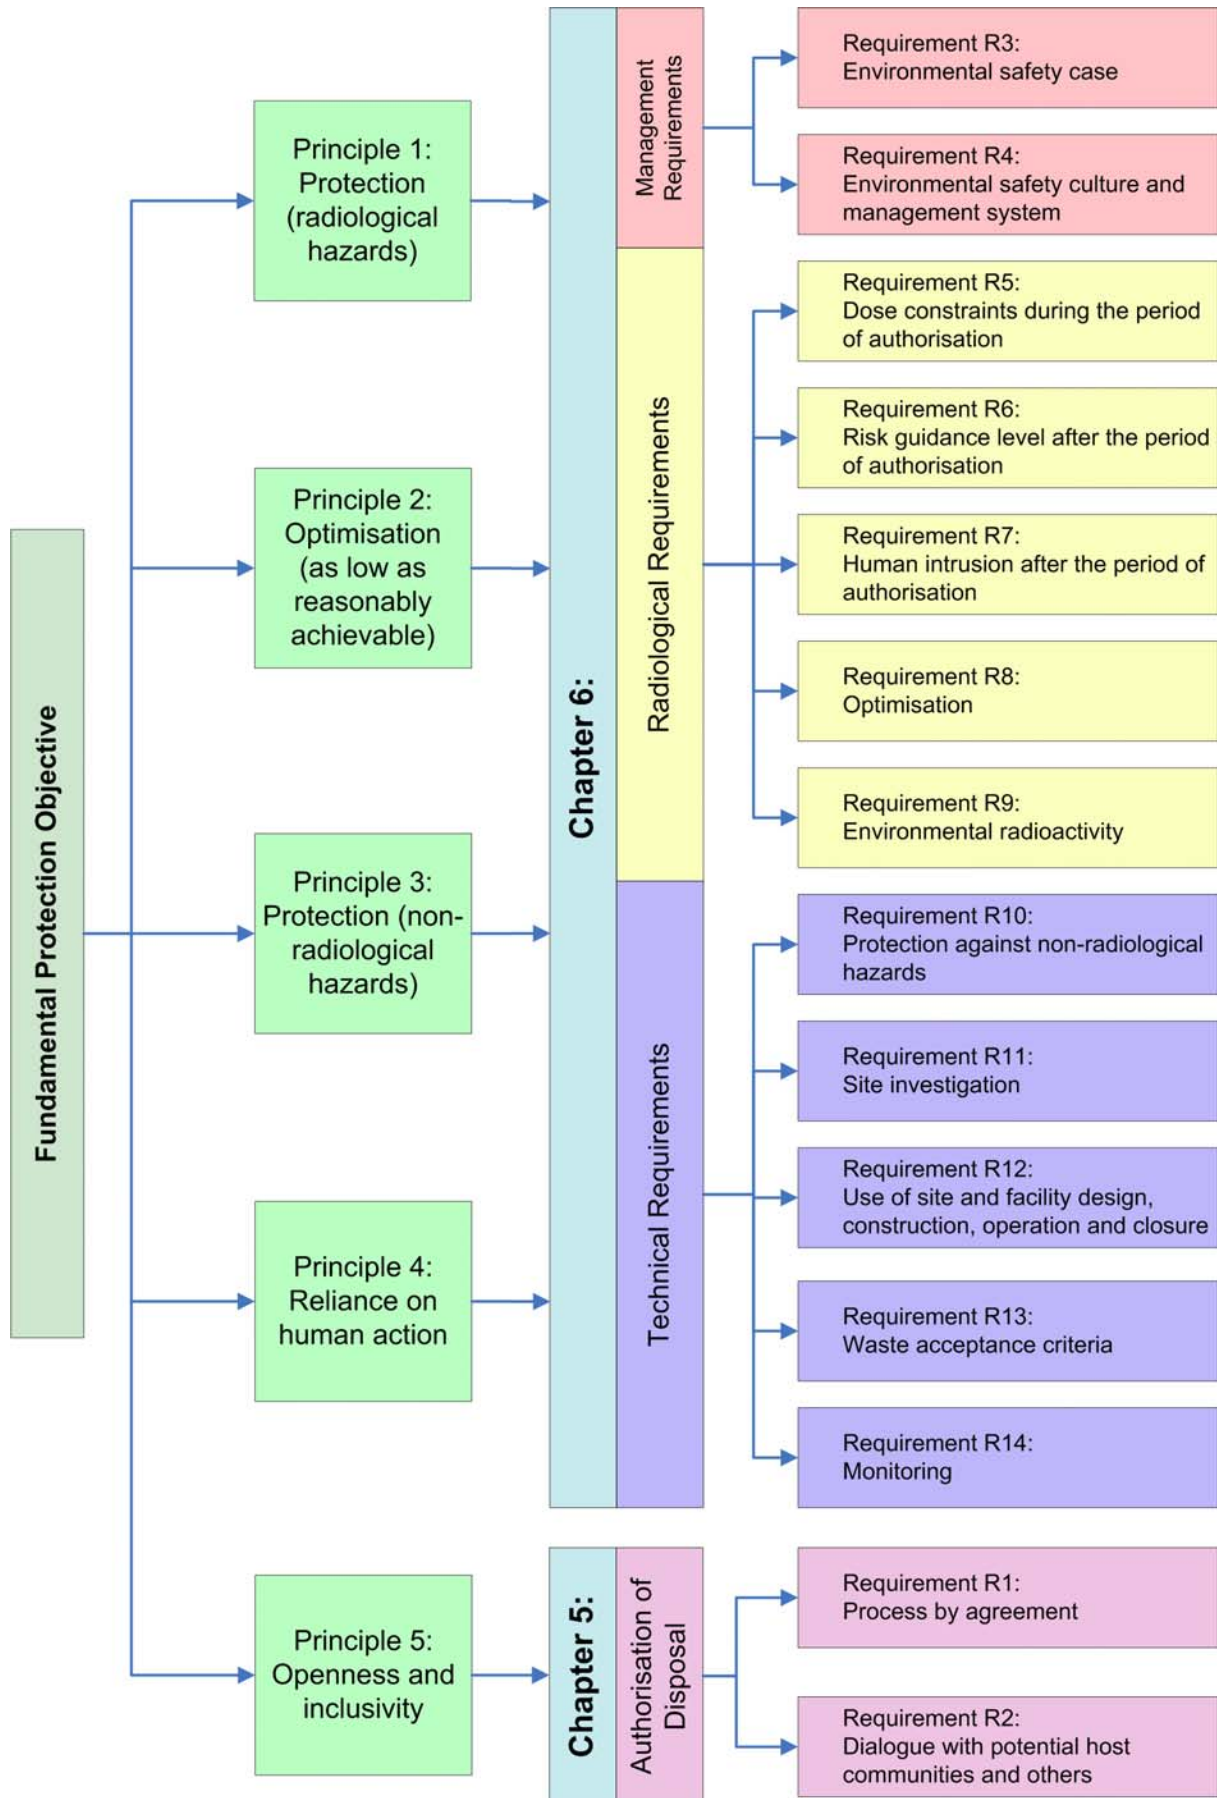 Fundamental Protection Objective
Principle 1:
Protection
(radiological
hazards)
Principle 2:
Optimisation
(as low as
reasonably
achievable)
Principle 3:
Protection (non-
radiological
hazards)
Principle 4:
Reliance on
human action
Principle 5:
Openness and
inclusivity
Chapter 6:
Management
Requirements
Radiological Requirements
Technical Requirements
Chapter 5:
Authorisation of
Disposal
Requirement R3:
Environmental safety case
Requirement R4:
Environmental safety culture and
management system
Requirement R5:
Dose constraints during the period
of authorisation
Requirement R6:
Risk guidance level after the period
of authorisation
Requirement R7:
Human intrusion after the period of
authorisation
Requirement R8:
Optimisation
Requirement R9:
Environmental radioactivity
Requirement R10:
Protection against non-radiological
hazards
Requirement R11:
Site investigation
Requirement R12:
Use of site and facility design,
construction, operation and closure
Requirement R13:
Waste acceptance criteria
Requirement R14:
Monitoring
Requirement R1:
Process by agreement
Requirement R2:
Dialogue with potential host
communities and others